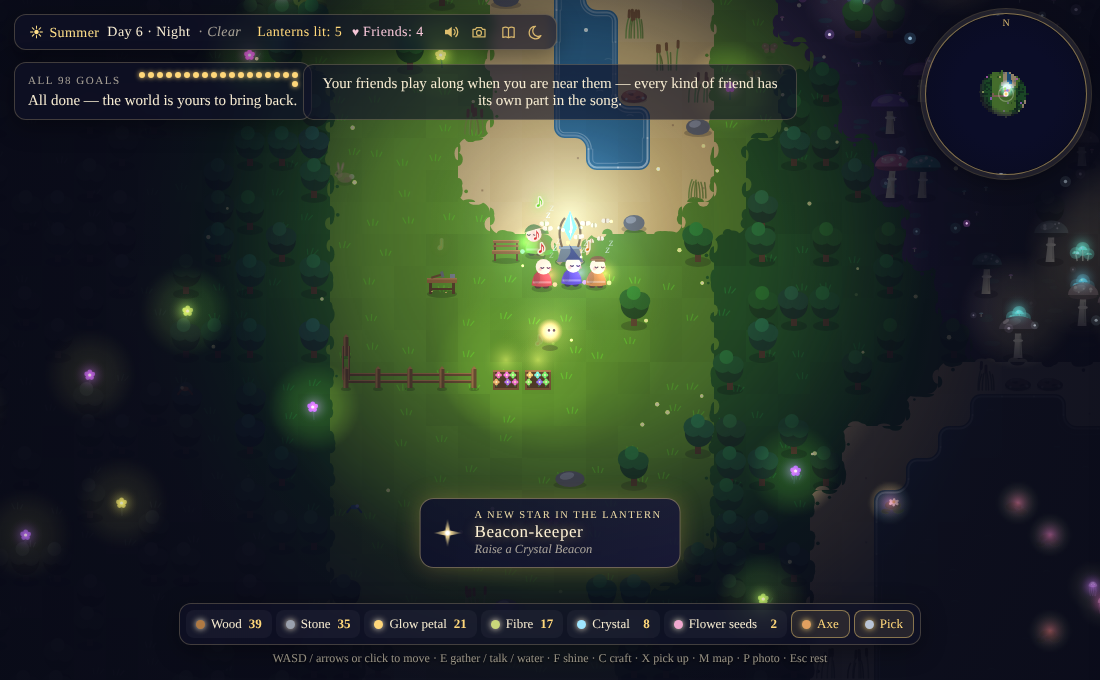 Summer Day 6 · Night · Clear Lanterns lit: 5 ♥ Friends: 4
N
ALL 98 GOALS
All done — the world is yours to bring back.
Your friends play along when you are near them — every kind of friend has
its own part in the song.
z
z
z
z
A NEW STAR IN THE LANTERN
Beacon-keeper
Raise a Crystal Beacon
Wood 39 Stone 35 Glow petal 21 Fibre 17 Crystal 8 Flower seeds 2 Axe Pick
WASD / arrows or click to move · E gather / talk / water · F shine · C craft · X pick up · M map · P photo · Esc rest